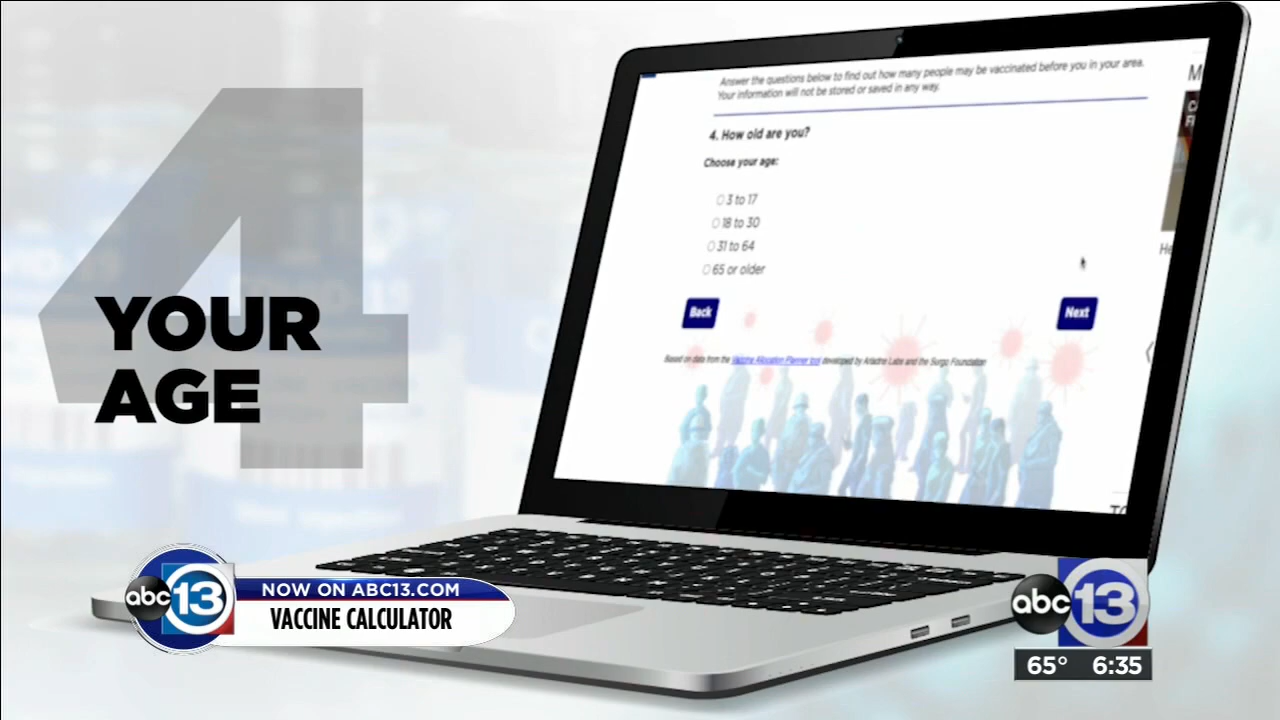 4
YOUR
AGE
Answer the questions below to find out how many people may be vaccinated before you in your area.
Your information will not be stored or saved in any way.
4. How old are you?
Choose your age:
3 to 17
18 to 30
31 to 64
65 or older
Back
Next
Based on data from the Vaccine Allocation Planner tool developed by Ariadne Labs and the Surgo Foundation
abc 13
NOW ON ABC13.COM
VACCINE CALCULATOR
abc 13
65° 6:35